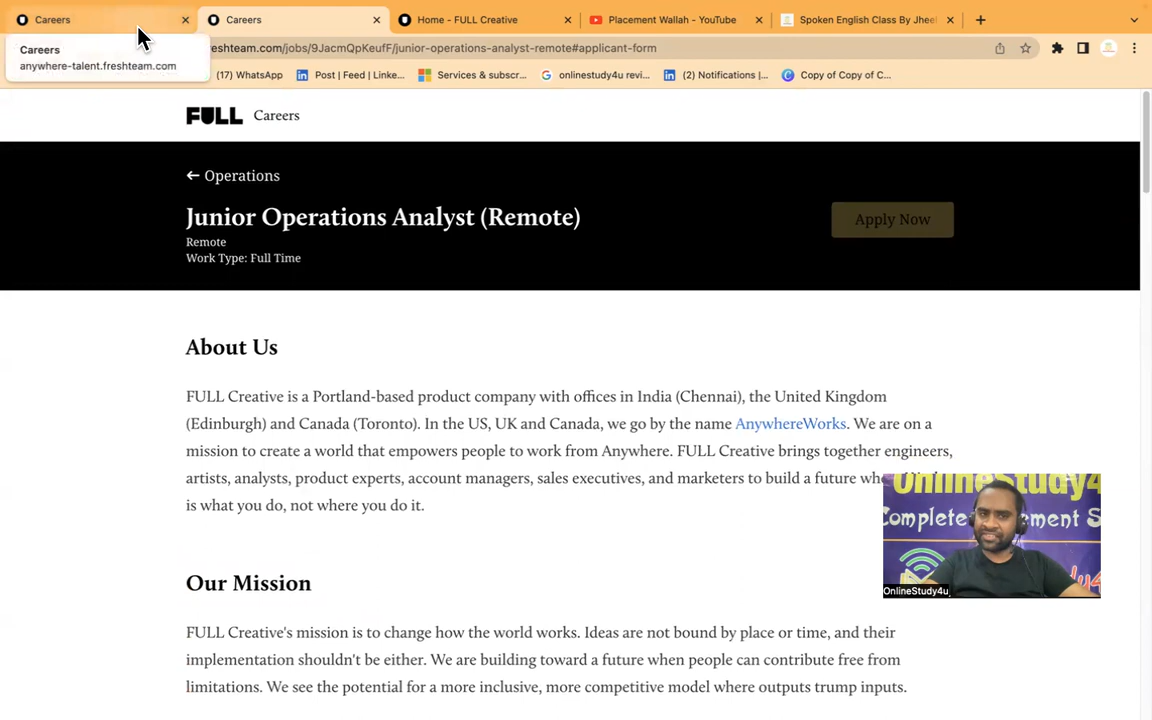 Careers
Careers
Home - FULL Creative
Placement Wallah - YouTube
Spoken English Class By Jheel
Careers
anywhere-talent.freshteam.com
reshteam.com/jobs/9JacmQpKeufF/junior-operations-analyst-remote#applicant-form
(17) WhatsApp
Post | Feed | Linke...
Services & subscr...
onlinestudy4u revi...
(2) Notifications |...
Copy of Copy of C...
FULL Careers
← Operations
Junior Operations Analyst (Remote)
Apply Now
Remote
Work Type: Full Time
About Us
FULL Creative is a Portland-based product company with offices in India (Chennai), the United Kingdom
(Edinburgh) and Canada (Toronto). In the US, UK and Canada, we go by the name AnywhereWorks. We are on a
mission to create a world that empowers people to work from Anywhere. FULL Creative brings together engineers,
artists, analysts, product experts, account managers, sales executives, and marketers to build a future
is what you do, not where you do it.
OnlineStudy4
OnlineStudy4u
Our Mission
FULL Creative's mission is to change how the world works. Ideas are not bound by place or time, and their
implementation shouldn't be either. We are building toward a future when people can contribute free from
limitations. We see the potential for a more inclusive, more competitive model where outputs trump inputs.